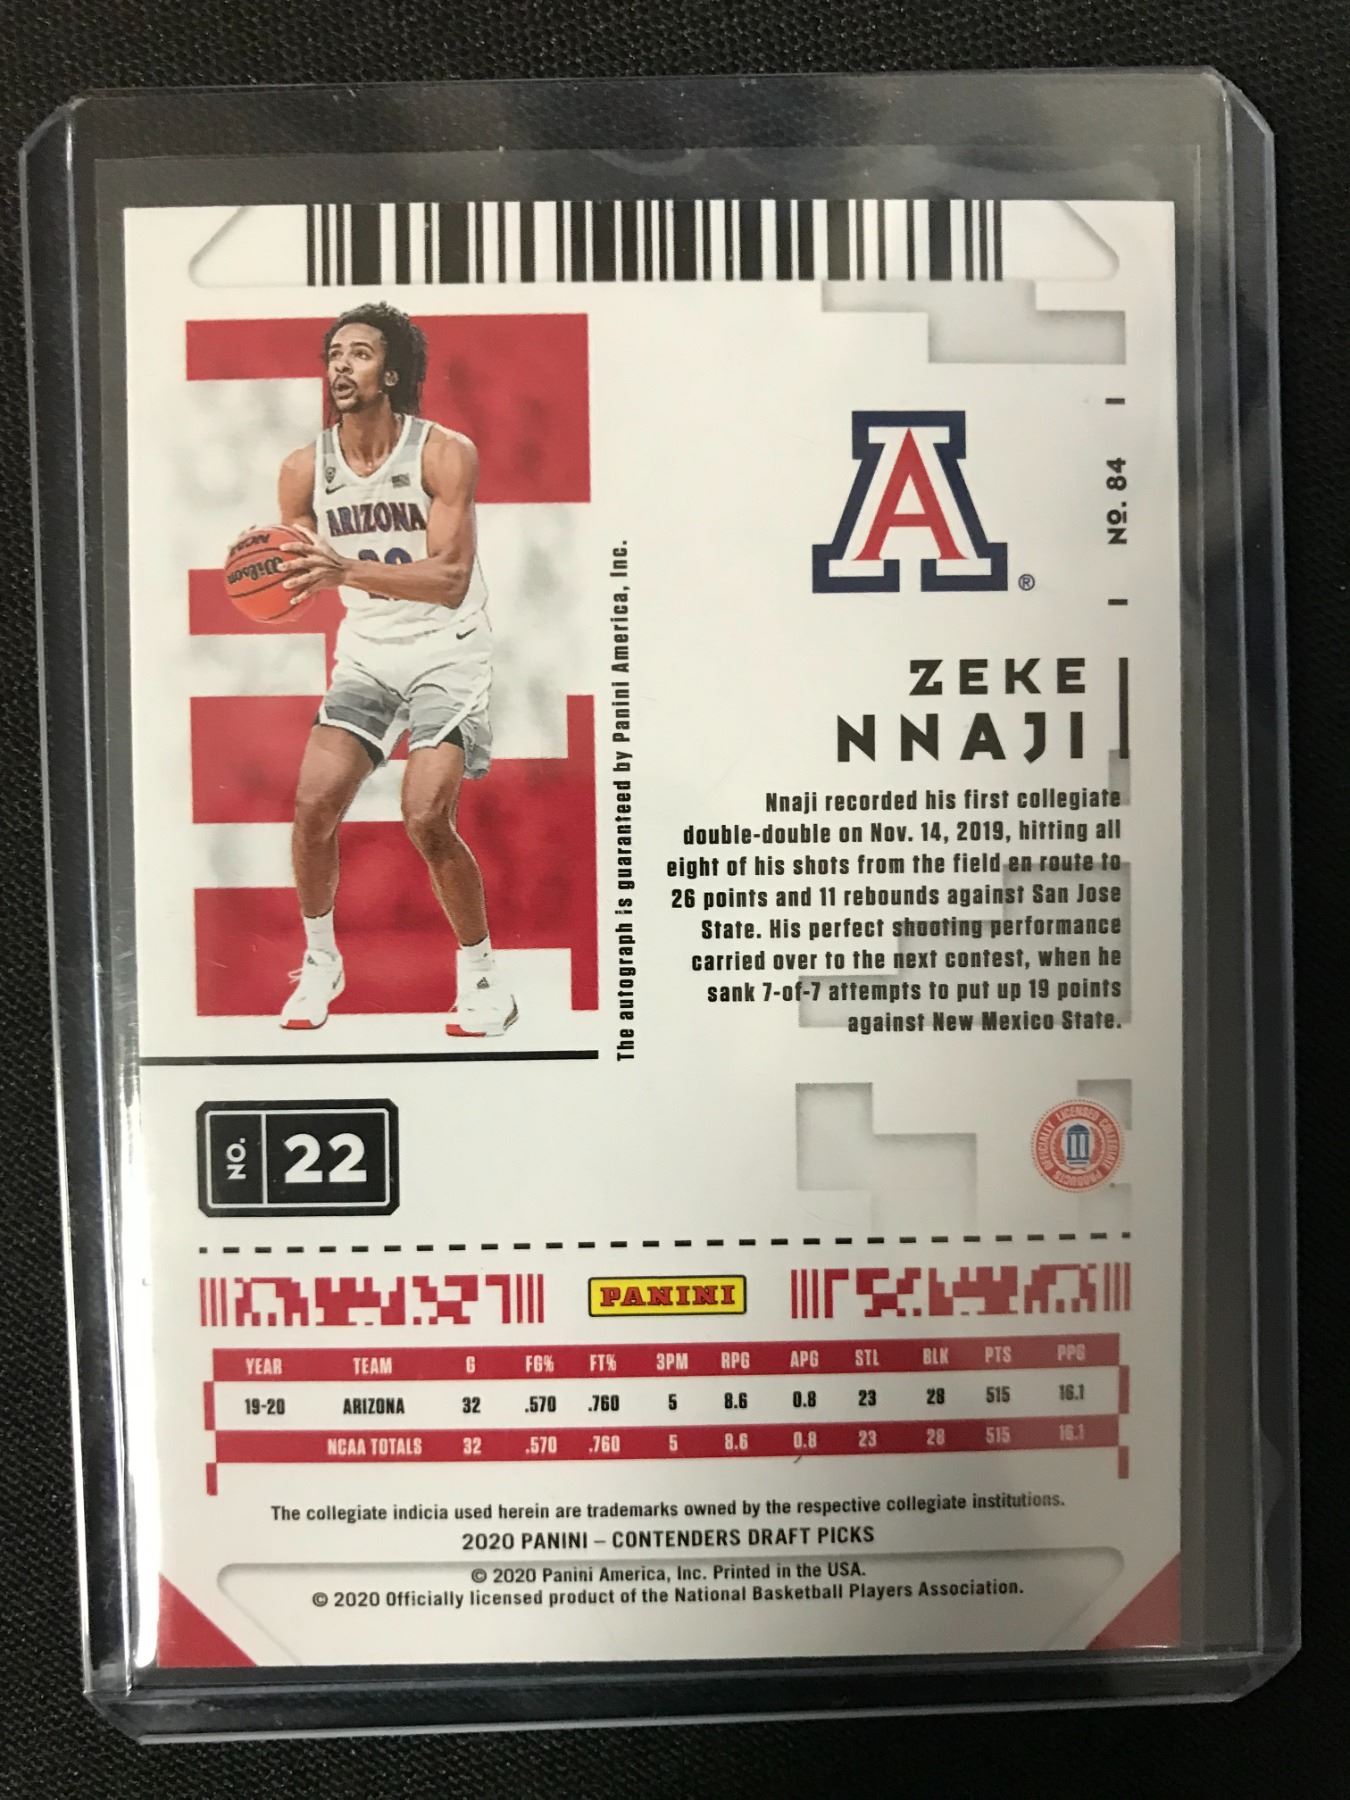 NO. 84
A ®
ZEKE
NNAJI
Nnaji recorded his first collegiate
double-double on Nov. 14, 2019, hitting all
eight of his shots from the field en route to
26 points and 11 rebounds against San Jose
State. His perfect shooting performance
carried over to the next contest, when he
sank 7-of-7 attempts to put up 19 points
against New Mexico State.
ARIZONA
Wilson
NCAA
The autograph is guaranteed by Panini America, Inc.
NO. 22
OFFICIALLY LICENSED COLLEGIATE PRODUCTS
PANINI
YEAR TEAM G FG% FT% 3PM RPG APG STL BLK PTS PPG
19-20 ARIZONA 32 .570 .760 5 8.6 0.8 23 28 515 16.1
NCAA TOTALS 32 .570 .760 5 8.6 0.8 23 28 515 16.1
The collegiate indicia used herein are trademarks owned by the respective collegiate institutions.
2020 PANINI – CONTENDERS DRAFT PICKS
© 2020 Panini America, Inc. Printed in the USA.
© 2020 Officially licensed product of the National Basketball Players Association.